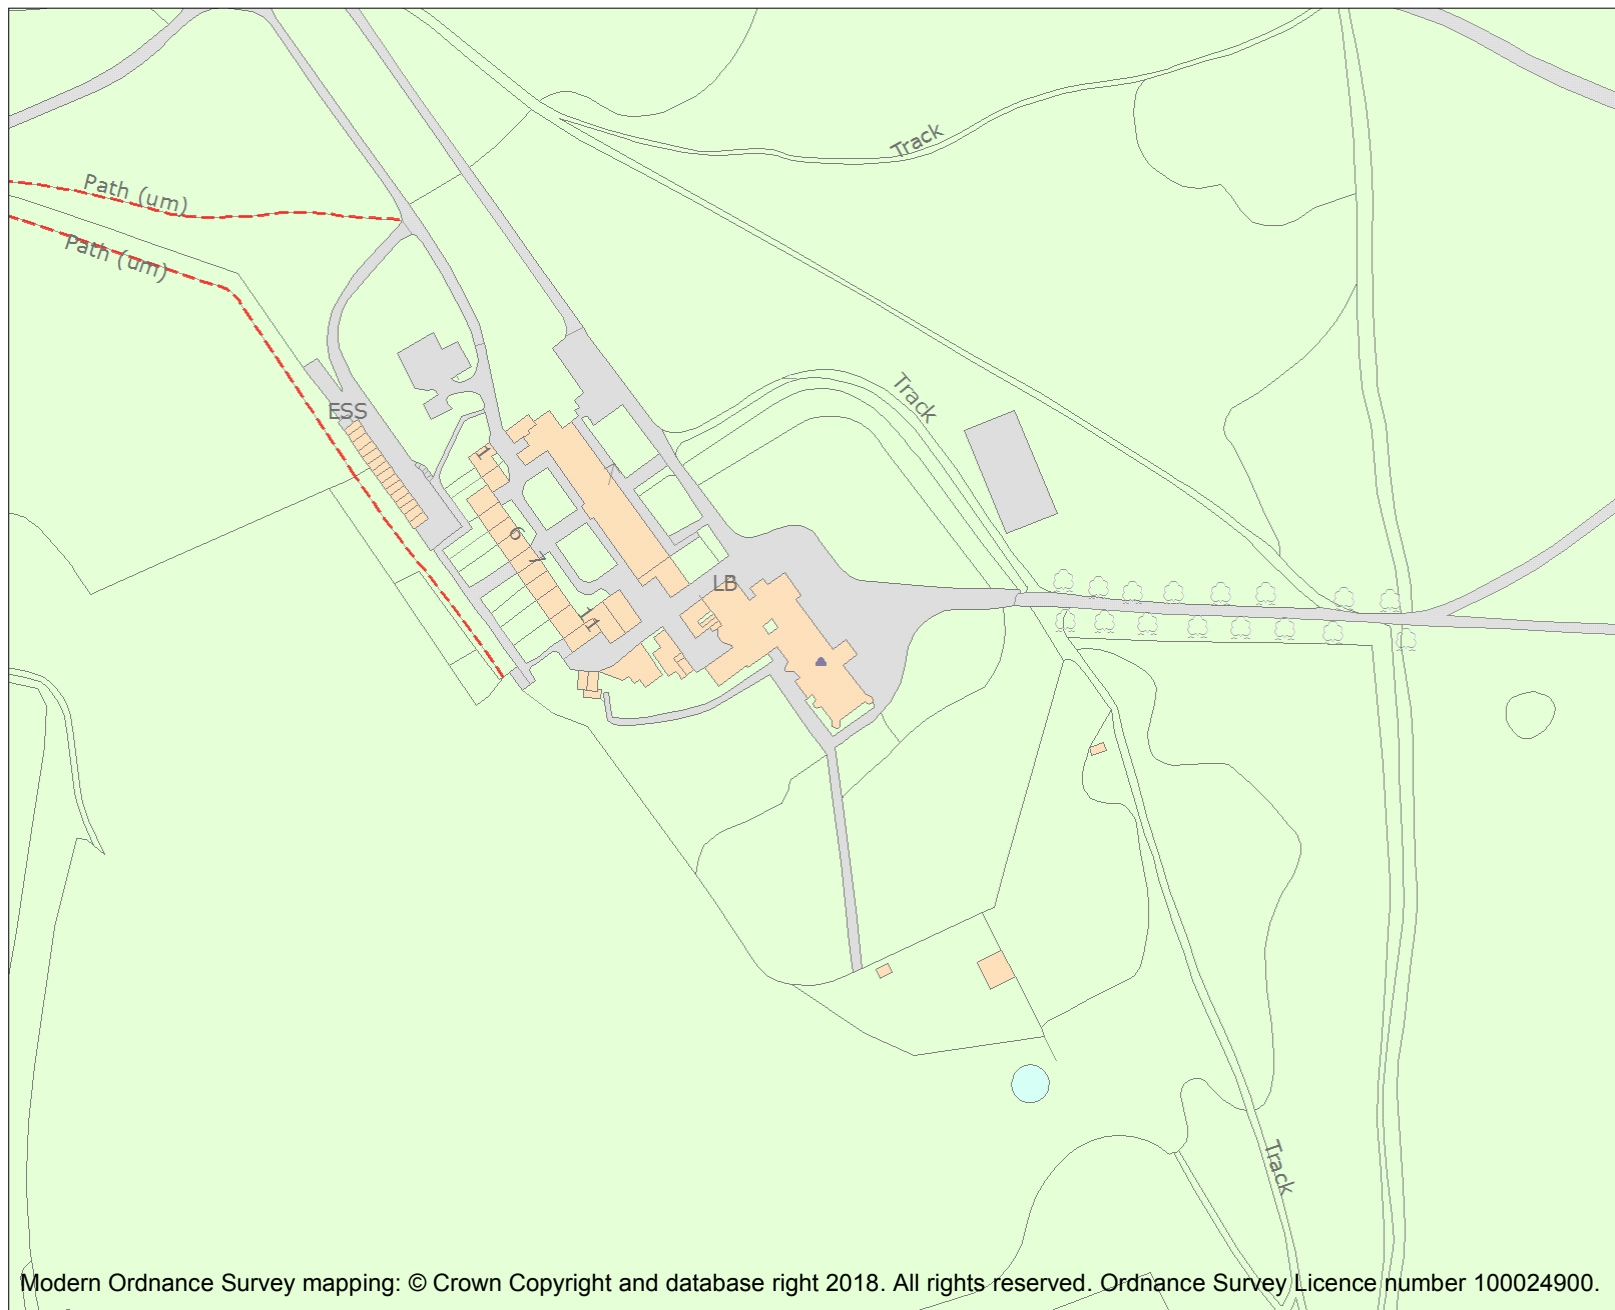 Track
Path (um)
Path (um)
Track
ESS
1
6
7
LB
11
Track
Modern Ordnance Survey mapping: © Crown Copyright and database right 2018. All rights reserved. Ordnance Survey Licence number 100024900.